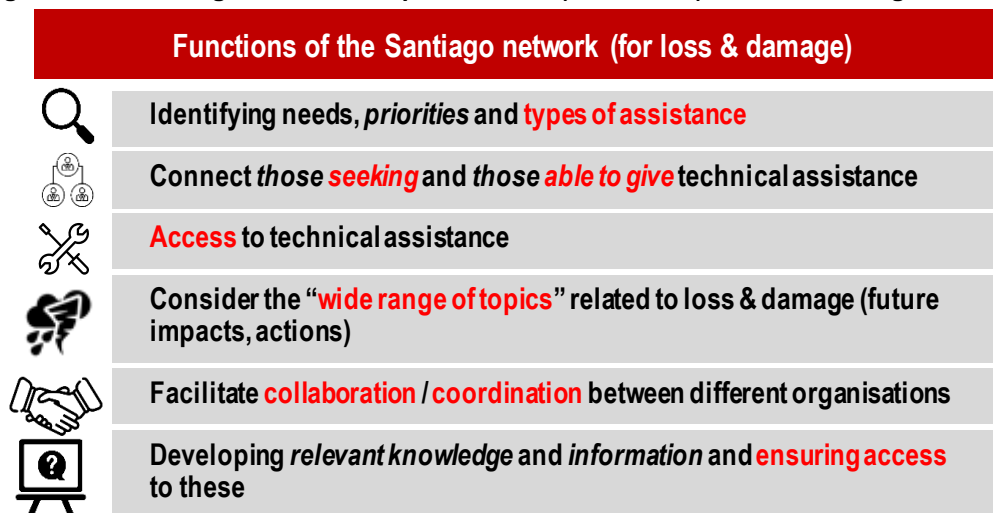 Functions of the Santiago network (for loss & damage)
Identifying needs, priorities and types of assistance
Connect those seeking and those able to give technical assistance
Access to technical assistance
Consider the “wide range of topics” related to loss & damage (future
impacts, actions)
Facilitate collaboration / coordination between different organisations
Developing relevant knowledge and information and ensuring access
to these